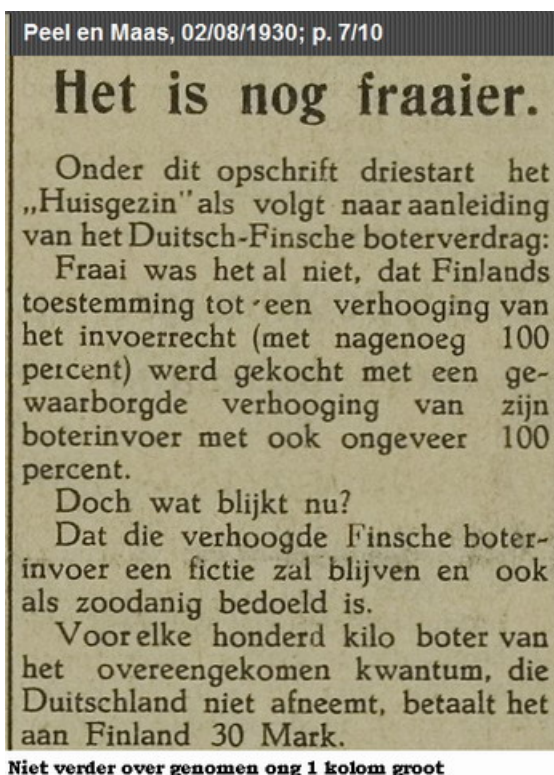 Peel en Maas, 02/08/1930; p. 7/10
Het is nog fraaier.
Onder dit opschrift driestart het
„Huisgezin" als volgt naar aanleiding
van het Duitsch-Finsche boterverdrag:
Fraai was het al niet, dat Finlands
toestemming tot een verhooging van
het invoerrecht (met nagenoeg 100
percent) werd gekocht met een ge-
waarborgde verhooging van zijn
boterinvoer met ook ongeveer 100
percent.
Doch wat blijkt nu?
Dat die verhoogde Finsche boter-
invoer een fictie zal blijven en ook
als zoodanig bedoeld is.
Voor elke honderd kilo boter van
het overeengekomen kwantum, die
Duitschland niet afneemt, betaalt het
aan Finland 30 Mark.
Niet verder over genomen ong 1 kolom groot